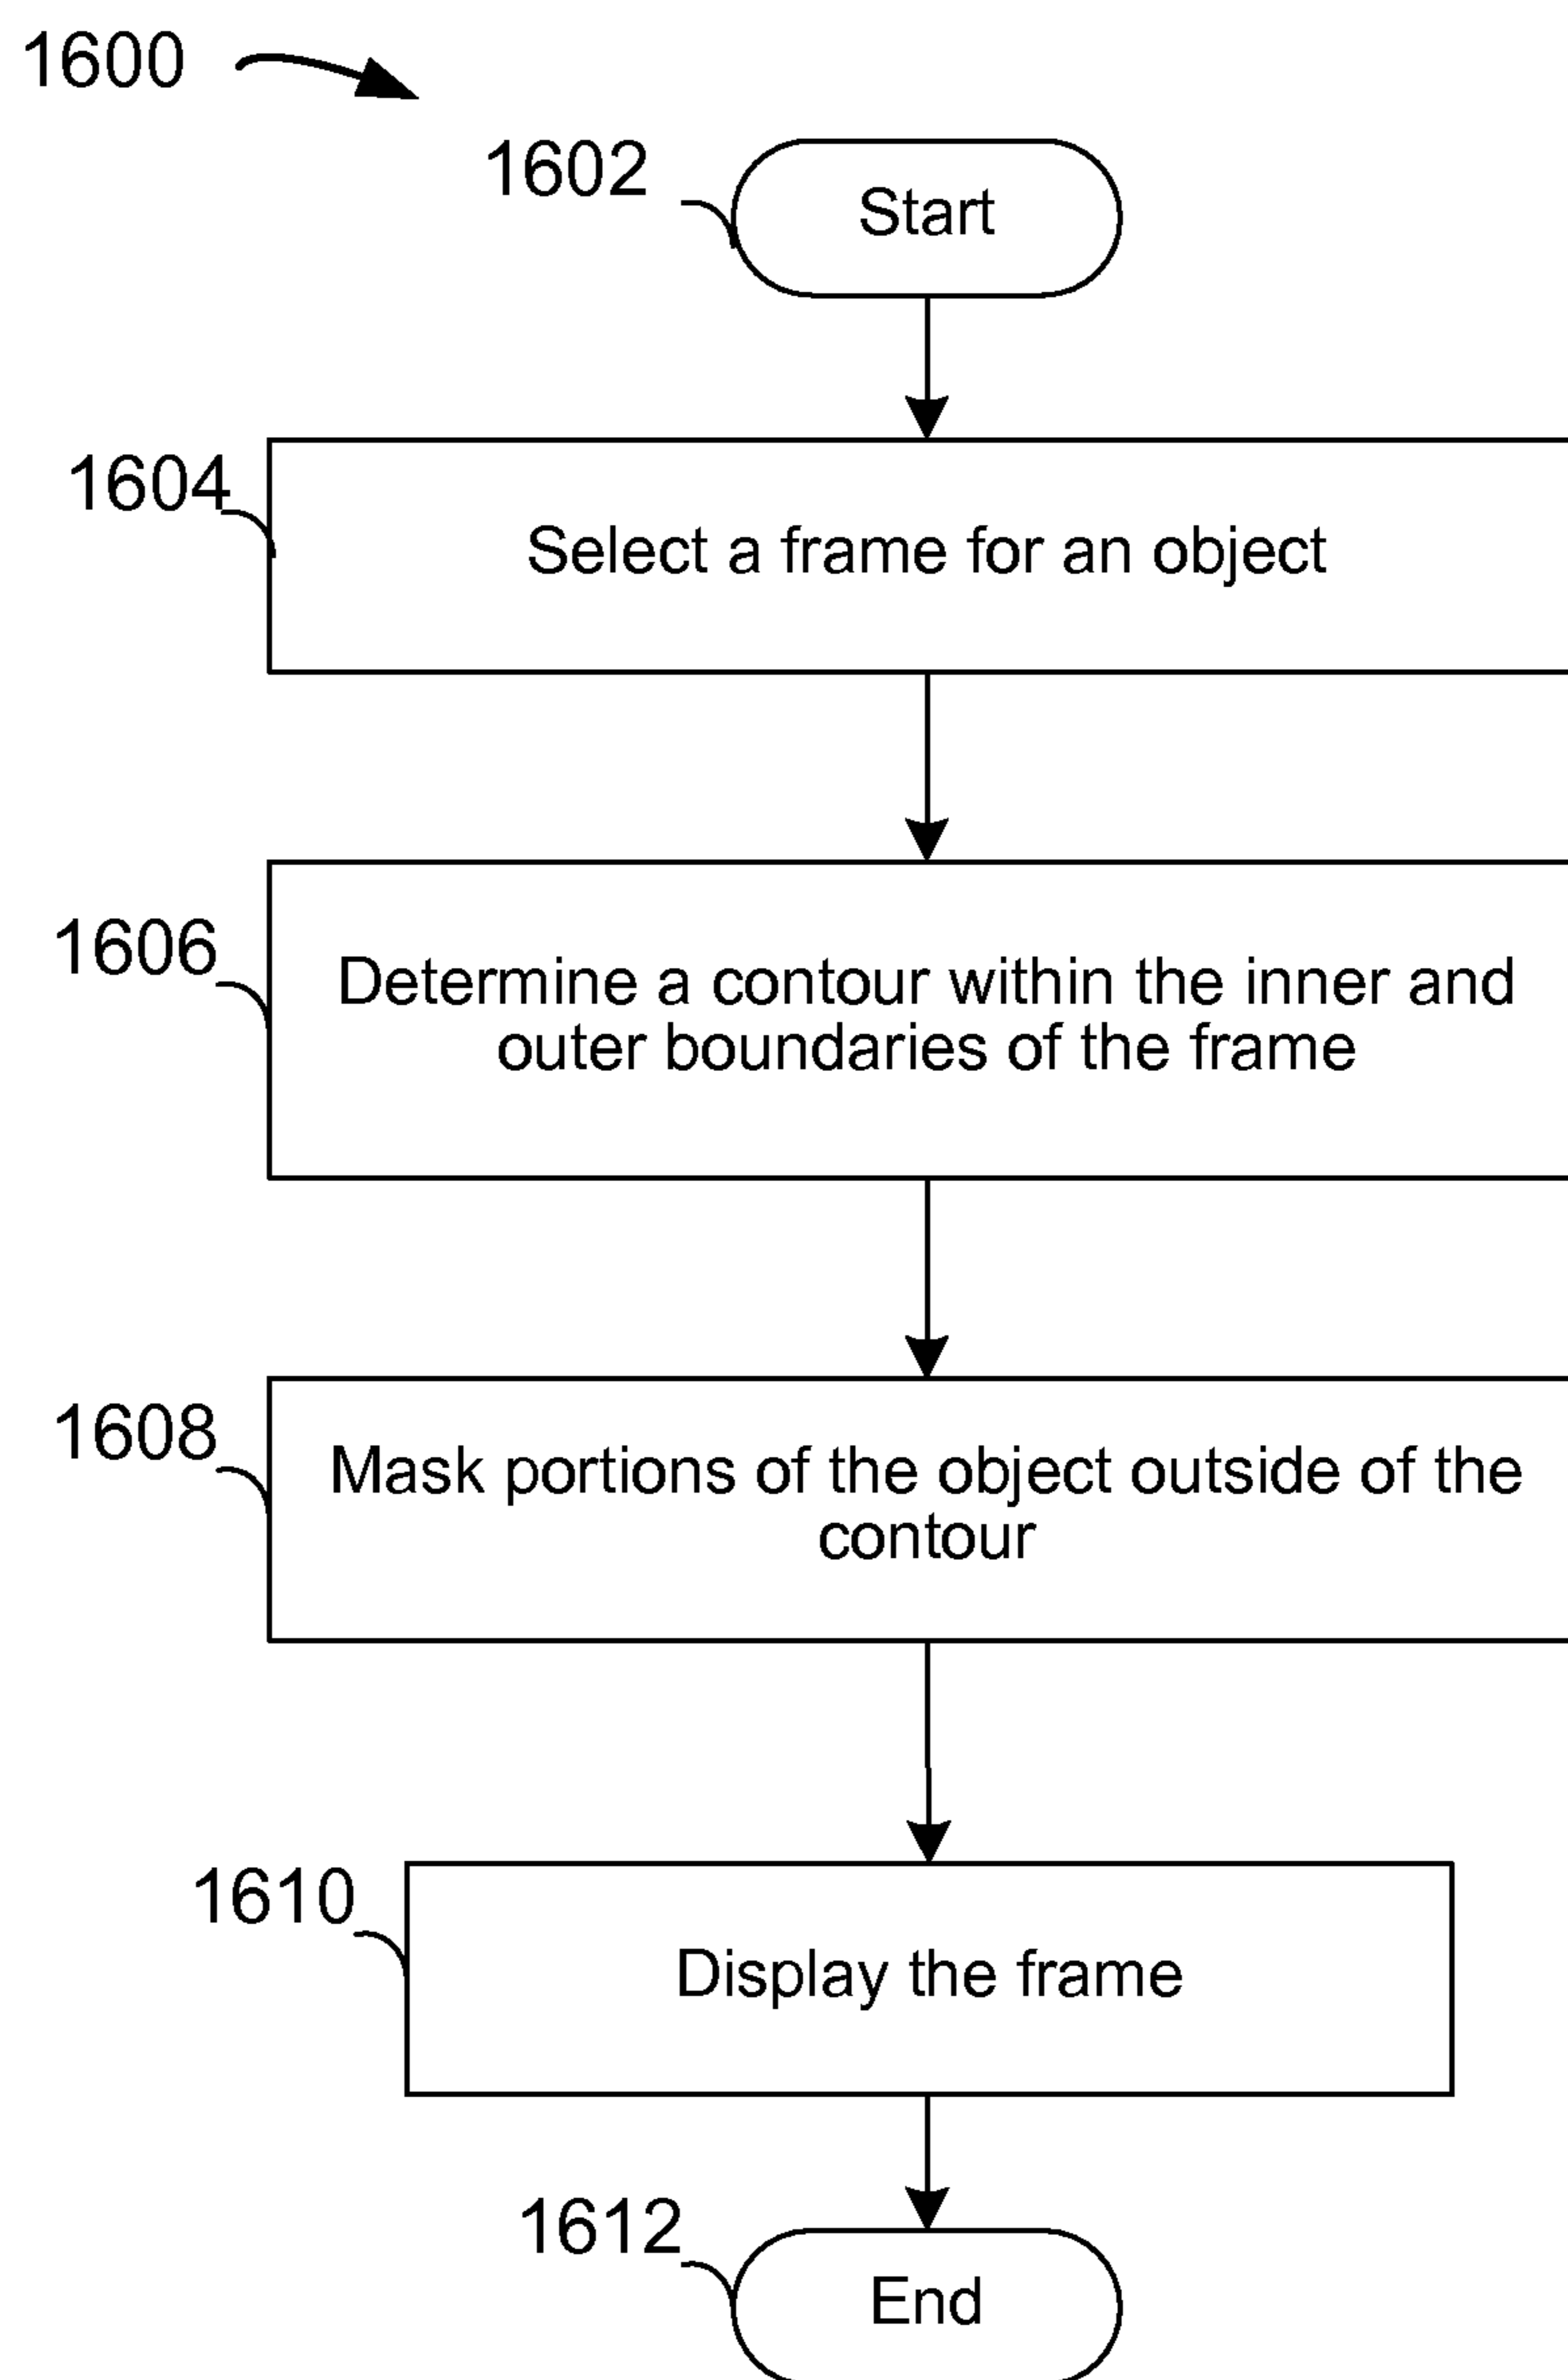 1600
1602
Start
1604
Select a frame for an object
1606
Determine a contour within the inner and
outer boundaries of the frame
1608
Mask portions of the object outside of the
contour
1610
Display the frame
1612
End